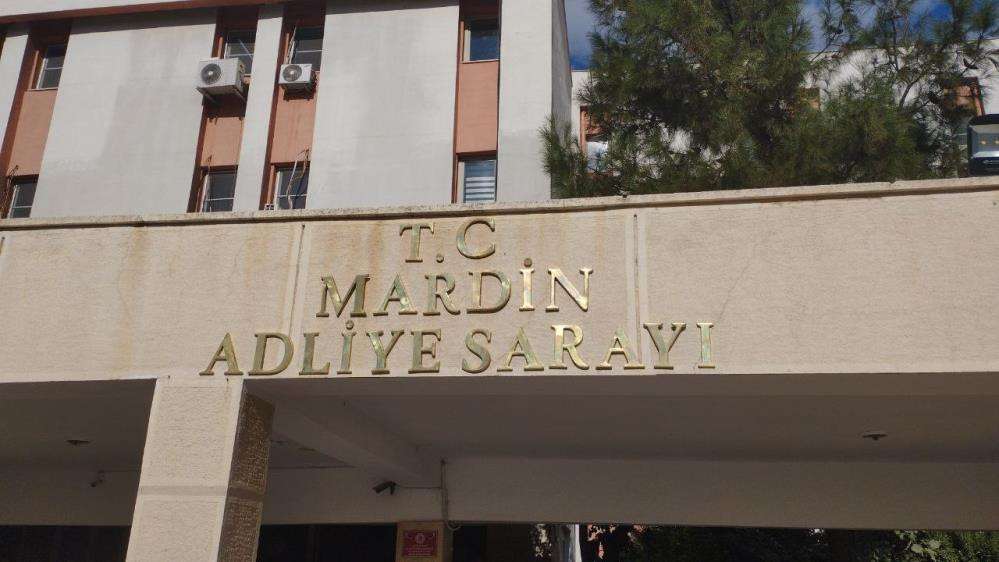 T.C
MARDİN
ADLİYE SARAYI